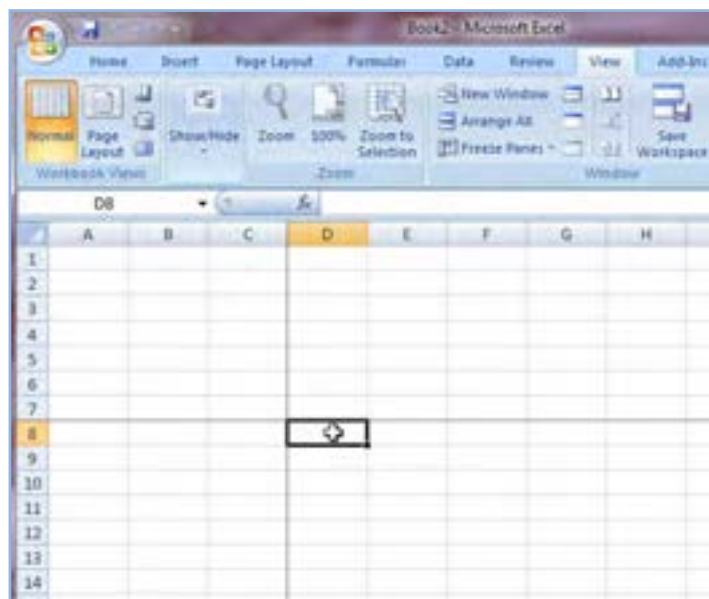 Book2 - Microsoft Excel
Home Insert Page Layout Formulas Data Review View Add-Ins
Normal Page Layout Show/Hide Zoom 100% Zoom to Selection New Window Arrange All Freeze Panes Save Workspace
Workbook Views Zoom Window
D8 fx
A B C D E F G H
1
2
3
4
5
6
7
8
9
10
11
12
13
14